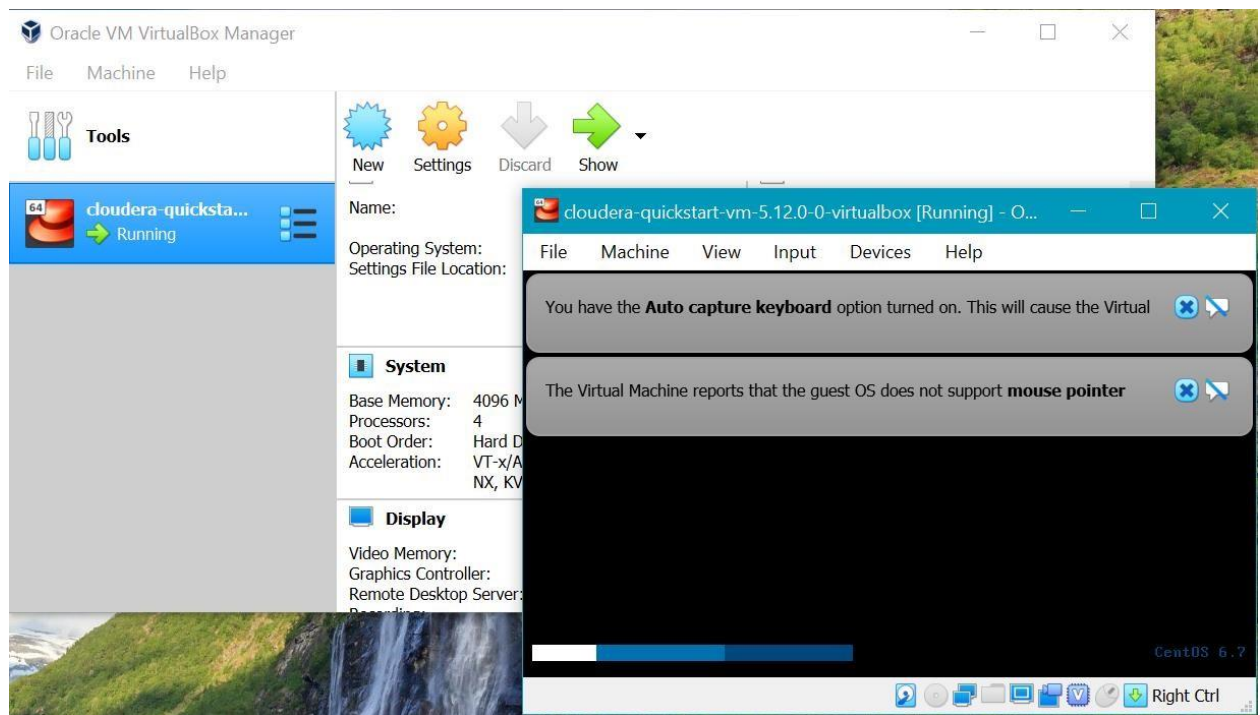 Oracle VM VirtualBox Manager
File Machine Help
Tools
New Settings Discard Show
64
cloudera-quicksta...
Running
Name:
Operating System:
Settings File Location:
System
Base Memory: 4096 M
Processors: 4
Boot Order: Hard D
Acceleration: VT-x/A
NX, KV
Display
Video Memory:
Graphics Controller:
Remote Desktop Server:
64
cloudera-quickstart-vm-5.12.0-0-virtualbox [Running] - O...
File Machine View Input Devices Help
You have the Auto capture keyboard option turned on. This will cause the Virtual
The Virtual Machine reports that the guest OS does not support mouse pointer
CentOS 6.7
V
Right Ctrl